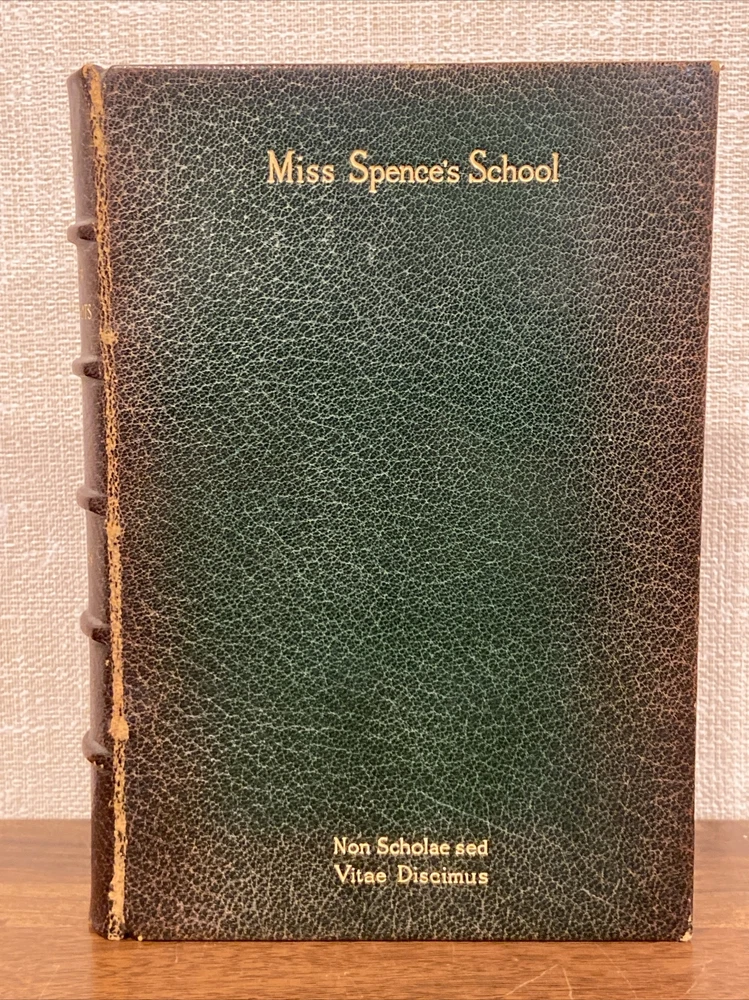 Miss Spence's School
Non Scholae sed
Vitae Discimus